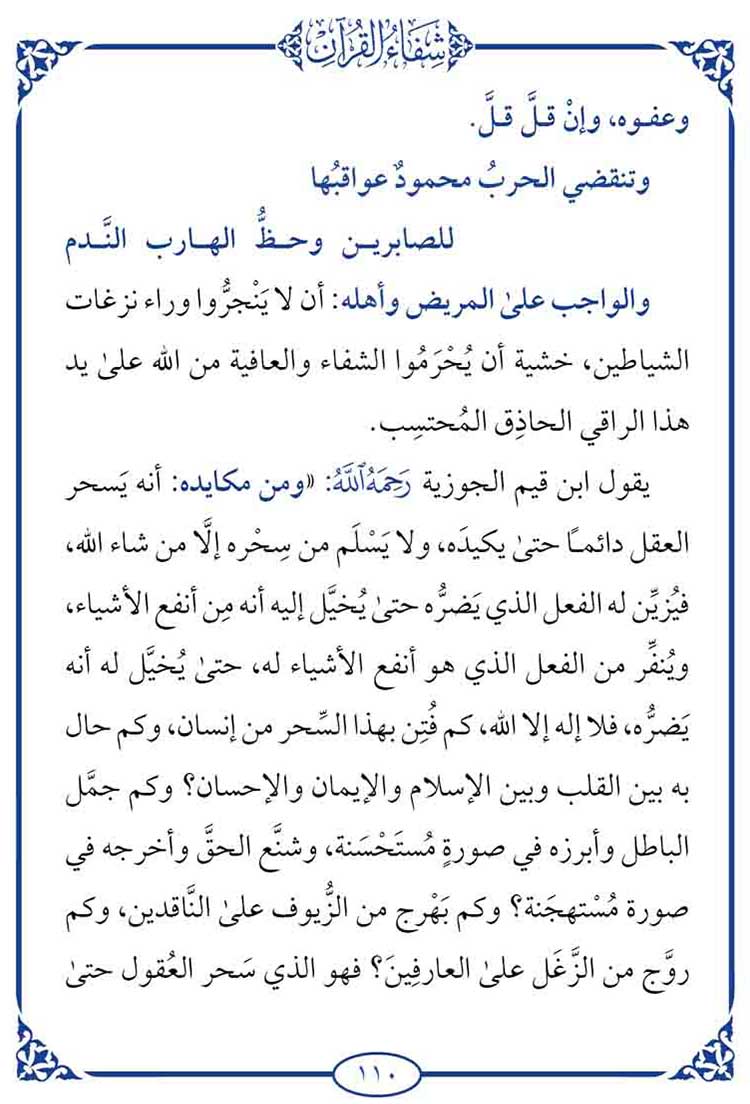 شِفَاءُ القُرْآنِ
وعفـوه، وإنْ قـلَّ قـلَّ.
وتنقضي الحربُ محمودٌ عواقبُها
للصابريـن وحـظُّ الهـارب النَّـدم
والواجب علىٰ المريض وأهله: أن لا يَنْجرُّوا وراء نزغات
الشياطين، خشية أن يُحْرَمُوا الشفاء والعافية من الله علىٰ يد
هذا الراقي الحاذِق المُحتسِب.
يقول ابن قيم الجوزية رَحِمَهُ ٱللَّهُ: «ومن مكايده: أنه يَسحر
العقل دائمـًا حتىٰ يكيدَه، ولا يَسْلَم من سِحْره إلَّا من شاء الله،
فيُزيِّن له الفعل الذي يَضرُّه حتىٰ يُخيَّل إليه أنه مِن أنفع الأشياء،
ويُنفِّر من الفعل الذي هو أنفع الأشياء له، حتىٰ يُخيَّل له أنه
يَضرُّه، فلا إله إلا الله، كم فُتِن بهذا السِّحر من إنسان، وكم حال
به بين القلب وبين الإسلام والإيمان والإحسان؟ وكم جمَّل
الباطل وأبرزه في صورةٍ مُستَحْسَنة، وشنَّع الحقَّ وأخرجه في
صورة مُسْتهجَنة؟ وكم بَهْرج من الزُّيوف علىٰ النَّاقدين، وكم
روَّج من الزَّغَل علىٰ العارفِينَ؟ فهو الذي سَحر العُقول حتىٰ
١١٠